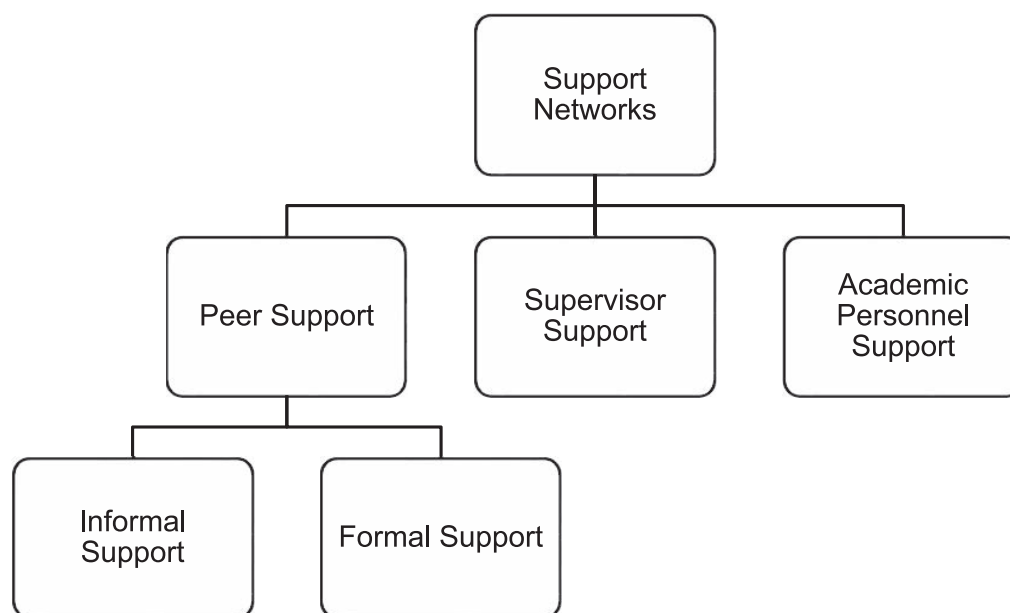 Support
Networks
Peer Support
Supervisor
Support
Academic
Personnel
Support
Informal
Support
Formal Support